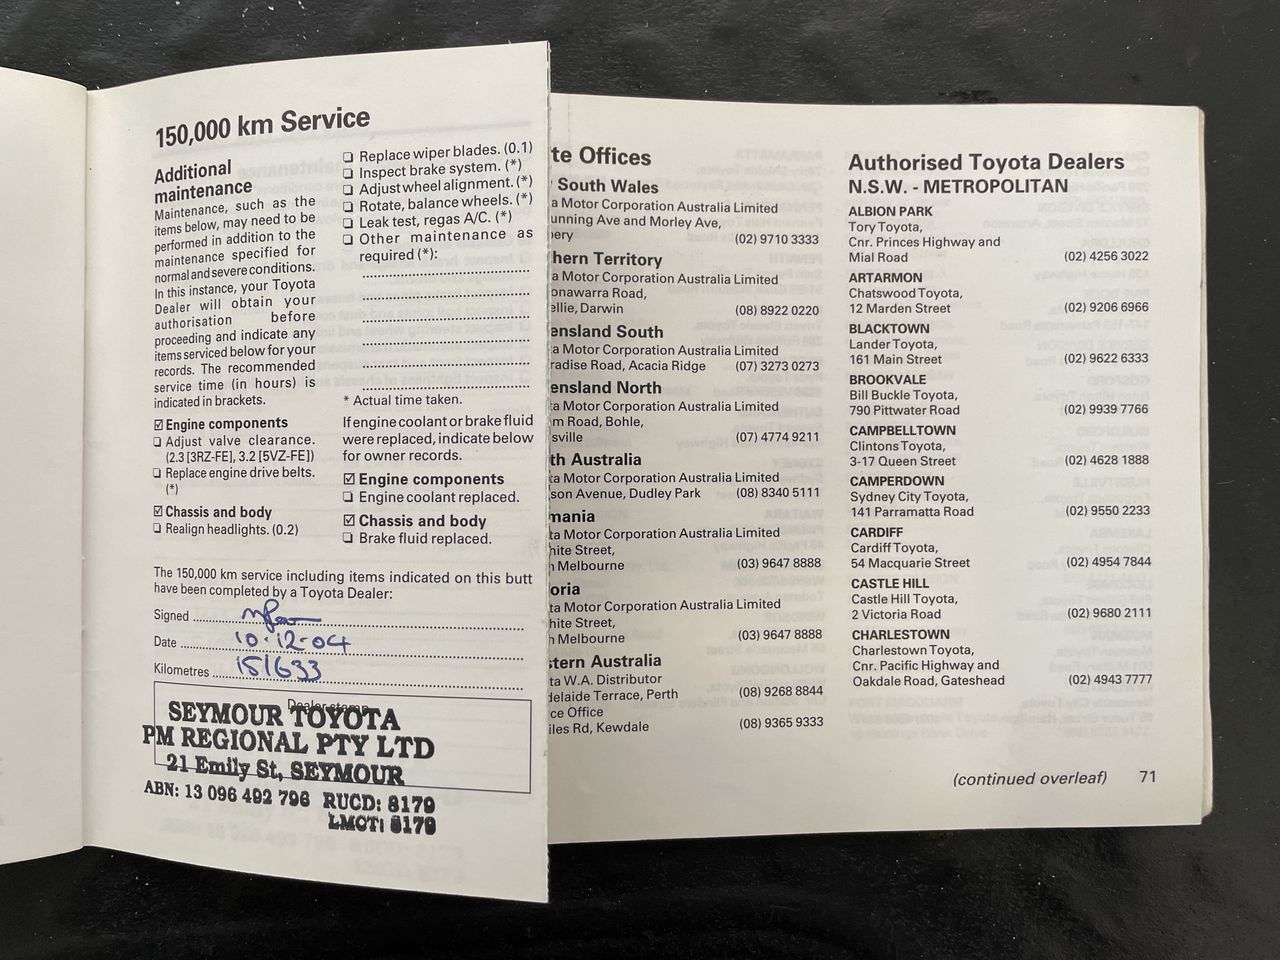 150,000 km Service
Additional
maintenance
Maintenance, such as the
items below, may need to be
performed in addition to the
maintenance specified for
normal and severe conditions.
In this instance, your Toyota
Dealer will obtain your
authorisation before
proceeding and indicate any
items serviced below for your
records. The recommended
service time (in hours) is
indicated in brackets.
☑ Engine components
❏ Adjust valve clearance.
(2.3 [3RZ-FE], 3.2 [5VZ-FE])
❏ Replace engine drive belts.
(*)
☑ Chassis and body
❏ Realign headlights. (0.2)
❏ Replace wiper blades. (0.1)
❏ Inspect brake system. (*)
❏ Adjust wheel alignment. (*)
❏ Rotate, balance wheels. (*)
❏ Leak test, regas A/C. (*)
❏ Other maintenance as
required (*):
* Actual time taken.
If engine coolant or brake fluid
were replaced, indicate below
for owner records.
☑ Engine components
❏ Engine coolant replaced.
☑ Chassis and body
❏ Brake fluid replaced.
The 150,000 km service including items indicated on this butt
have been completed by a Toyota Dealer:
Signed
Date 10-12-04
Kilometres 151633
Dealer stamp
SEYMOUR TOYOTA
PM REGIONAL PTY LTD
21 Emily St, SEYMOUR
ABN: 13 096 492 796 RUCD: 8179
LMCT: 8179
te Offices
South Wales
a Motor Corporation Australia Limited
unning Ave and Morley Ave,
ery (02) 9710 3333
hern Territory
a Motor Corporation Australia Limited
onawarra Road,
ellie, Darwin (08) 8922 0220
ensland South
a Motor Corporation Australia Limited
radise Road, Acacia Ridge (07) 3273 0273
ensland North
ta Motor Corporation Australia Limited
m Road, Bohle,
sville (07) 4774 9211
th Australia
ta Motor Corporation Australia Limited
son Avenue, Dudley Park (08) 8340 5111
mania
ta Motor Corporation Australia Limited
hite Street,
h Melbourne (03) 9647 8888
oria
ta Motor Corporation Australia Limited
hite Street,
h Melbourne (03) 9647 8888
stern Australia
ta W.A. Distributor
delaide Terrace, Perth (08) 9268 8844
ce Office
iles Rd, Kewdale (08) 9365 9333
Authorised Toyota Dealers
N.S.W. - METROPOLITAN
ALBION PARK
Tory Toyota,
Cnr. Princes Highway and
Mial Road (02) 4256 3022
ARTARMON
Chatswood Toyota,
12 Marden Street (02) 9206 6966
BLACKTOWN
Lander Toyota,
161 Main Street (02) 9622 6333
BROOKVALE
Bill Buckle Toyota,
790 Pittwater Road (02) 9939 7766
CAMPBELLTOWN
Clintons Toyota,
3-17 Queen Street (02) 4628 1888
CAMPERDOWN
Sydney City Toyota,
141 Parramatta Road (02) 9550 2233
CARDIFF
Cardiff Toyota,
54 Macquarie Street (02) 4954 7844
CASTLE HILL
Castle Hill Toyota,
2 Victoria Road (02) 9680 2111
CHARLESTOWN
Charlestown Toyota,
Cnr. Pacific Highway and
Oakdale Road, Gateshead (02) 4943 7777
(continued overleaf) 71